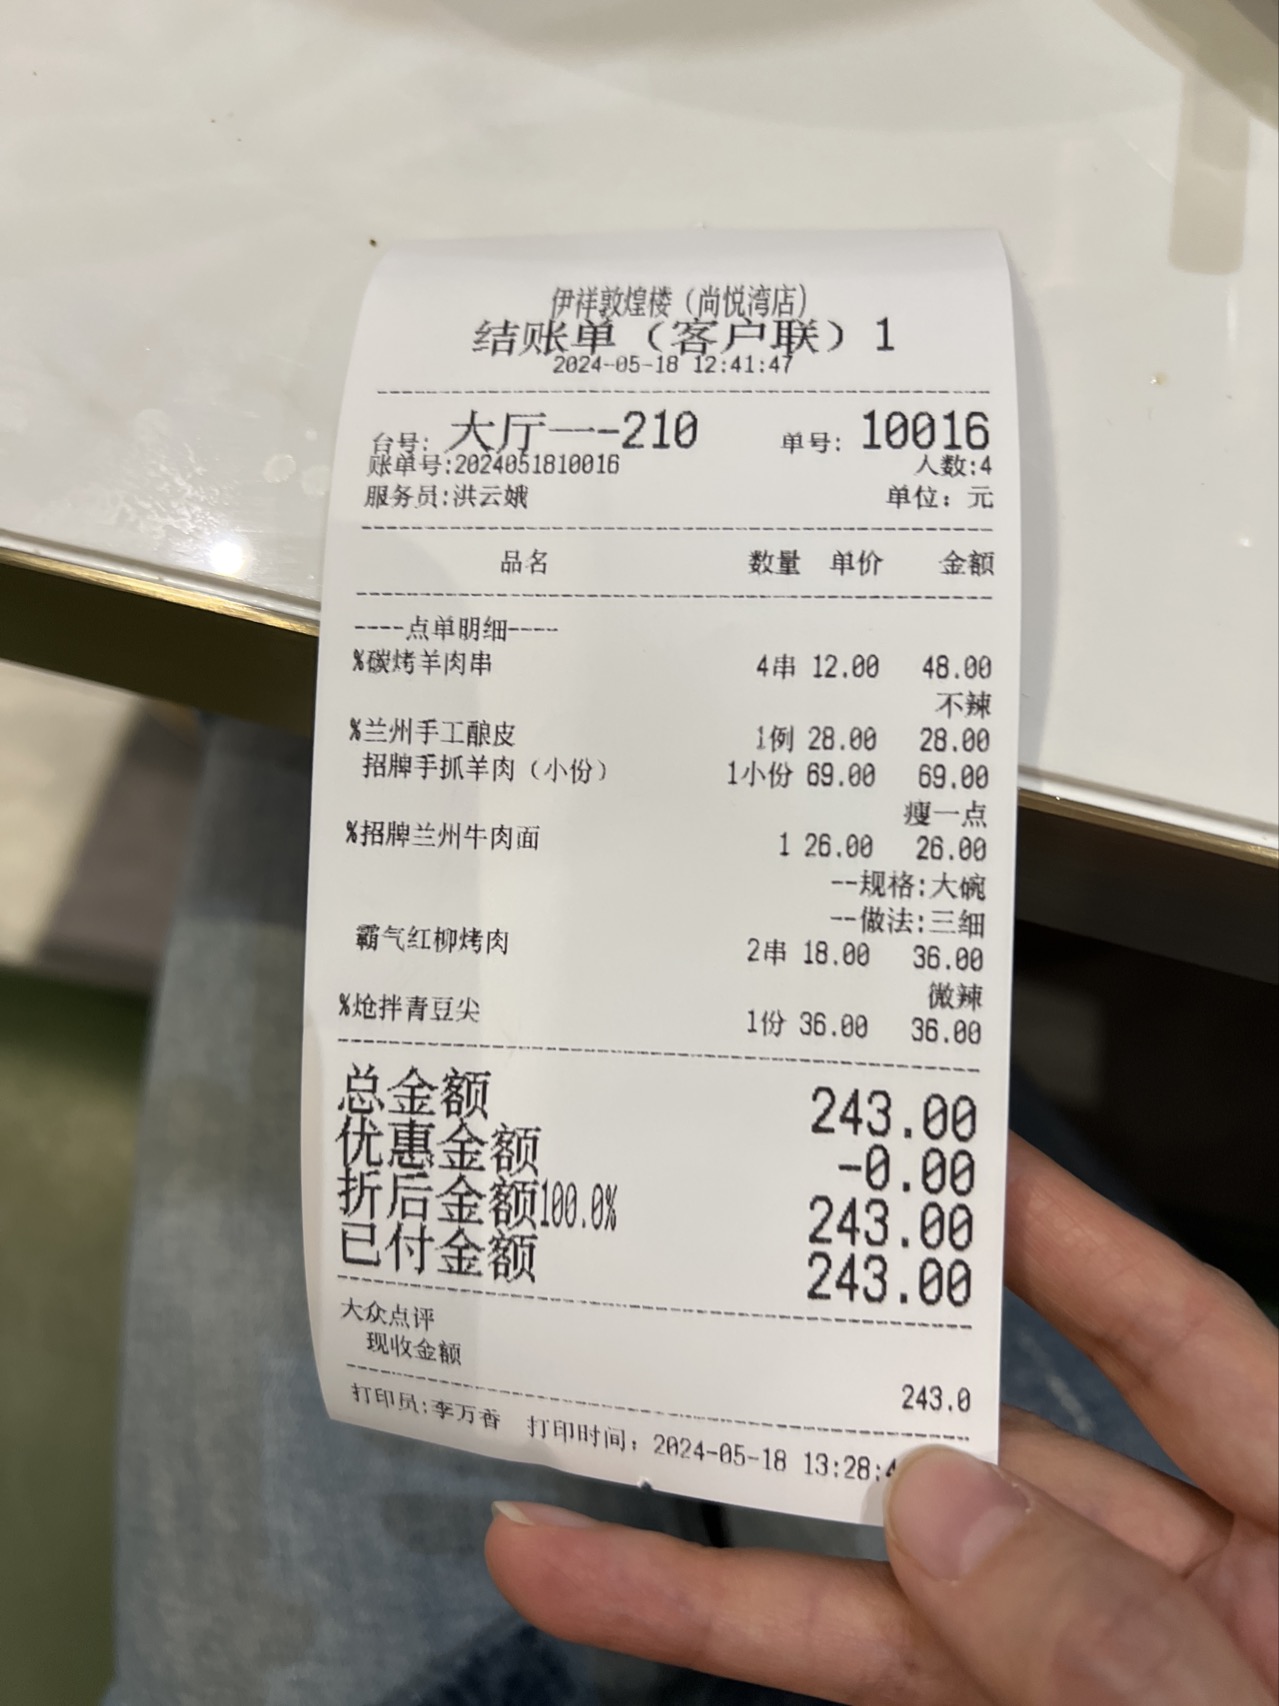 伊祥敦煌楼（尚悦湾店）
结账单（客户联）1
2024-05-18 12:41:47
台号: 大厅一-210 单号: 10016
账单号:2024051810016 人数:4
服务员:洪云娥 单位: 元
品名 数量 单价 金额
----点单明细----
%碳烤羊肉串 4串 12.00 48.00
不辣
%兰州手工酿皮 1例 28.00 28.00
招牌手抓羊肉（小份） 1小份 69.00 69.00
瘦一点
%招牌兰州牛肉面 1 26.00 26.00
--规格:大碗
--做法:三细
霸气红柳烤肉 2串 18.00 36.00
微辣
%炝拌青豆尖 1份 36.00 36.00
总金额 243.00
优惠金额 -0.00
折后金额100.0% 243.00
已付金额 243.00
大众点评
现收金额 243.0
打印员:李万香 打印时间: 2024-05-18 13:28: